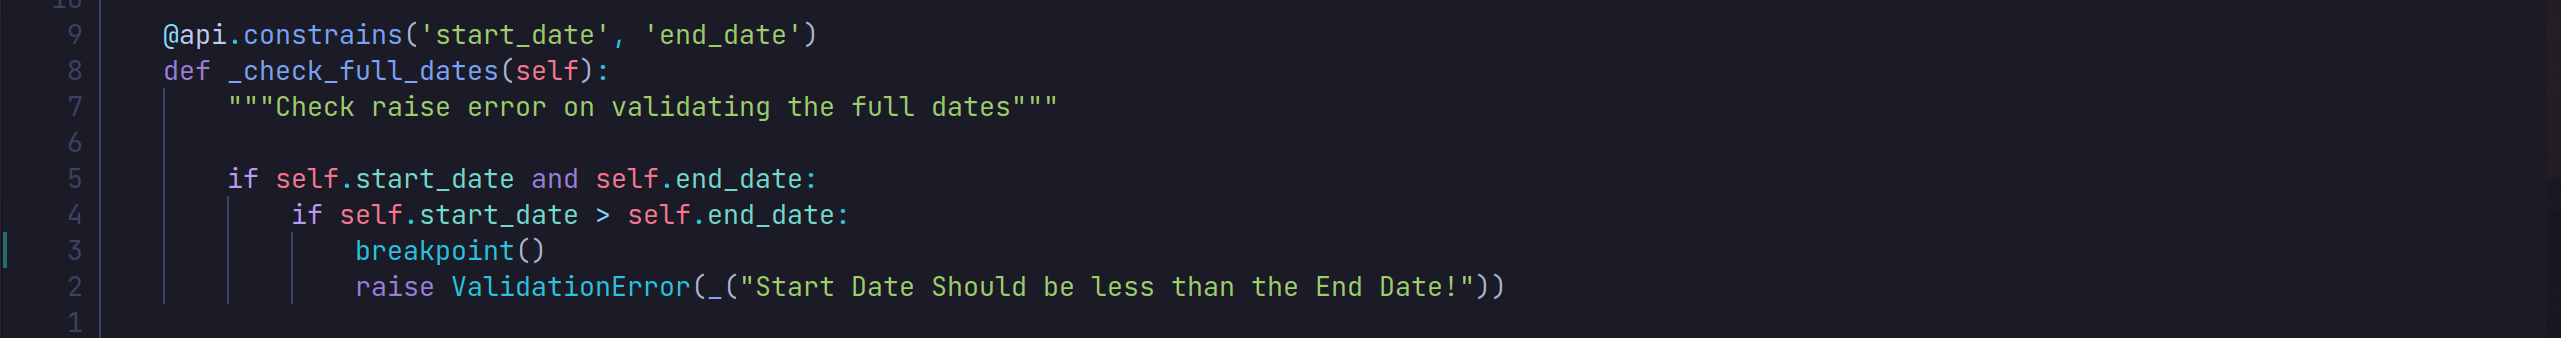 9 @api.constrains('start_date', 'end_date')
8 def _check_full_dates(self):
7 """Check raise error on validating the full dates"""
6
5 if self.start_date and self.end_date:
4 if self.start_date > self.end_date:
3 breakpoint()
2 raise ValidationError(_("Start Date Should be less than the End Date!"))
1